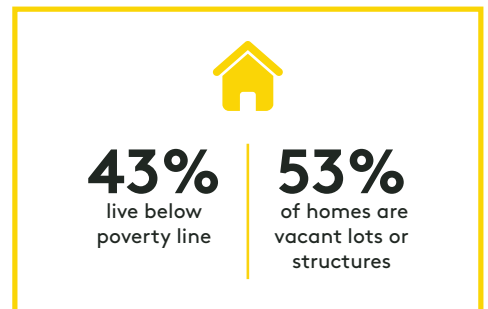 43%
live below
poverty line
53%
of homes are
vacant lots or
structures